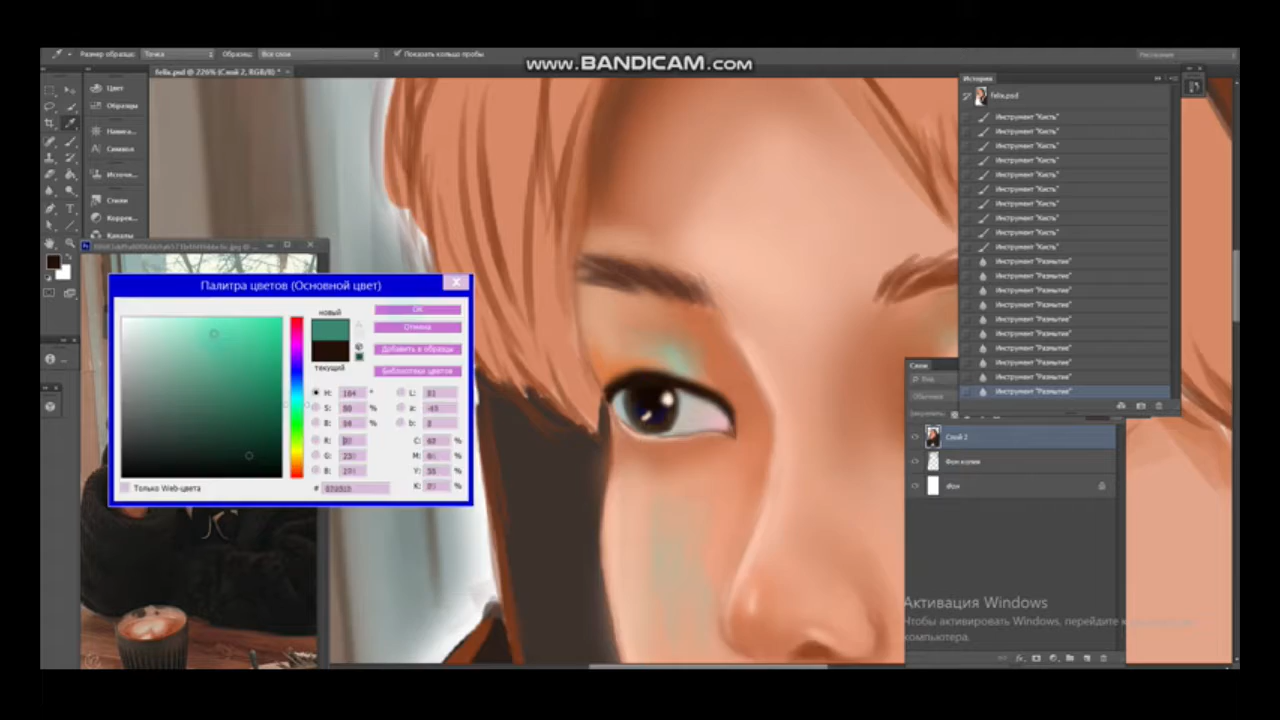 Размер образца: Точка Образец: Все слои Показать кольцо пробы
www.BANDICAM.com
felix.psd @ 226% (Слой 2, RGB/8) *
Цвет
Образцы
Навига...
Символ
Источн...
Стили
Коррек...
Каналы
История
felix.psd
Инструмент "Кисть"
Инструмент "Кисть"
Инструмент "Кисть"
Инструмент "Кисть"
Инструмент "Кисть"
Инструмент "Кисть"
Инструмент "Кисть"
Инструмент "Кисть"
Инструмент "Кисть"
Инструмент "Кисть"
Инструмент "Размытие"
Инструмент "Размытие"
Инструмент "Размытие"
Инструмент "Размытие"
Инструмент "Размытие"
Инструмент "Размытие"
Инструмент "Размытие"
Инструмент "Размытие"
Инструмент "Размытие"
Инструмент "Размытие"
Палитра цветов (Основной цвет)
новый
текущий
OK
Отмена
Добавить в образцы
Библиотеки цветов
H: 164 °
S: %
B: %
R:
G:
B:
L:
a:
b:
C: %
M: %
Y: %
K: %
#
Только Web-цвета
Слои
Вид
Обычные
Слой 2
Фон копия
Фон
Активация Windows
Чтобы активировать Windows, перейдите к
компьютера.